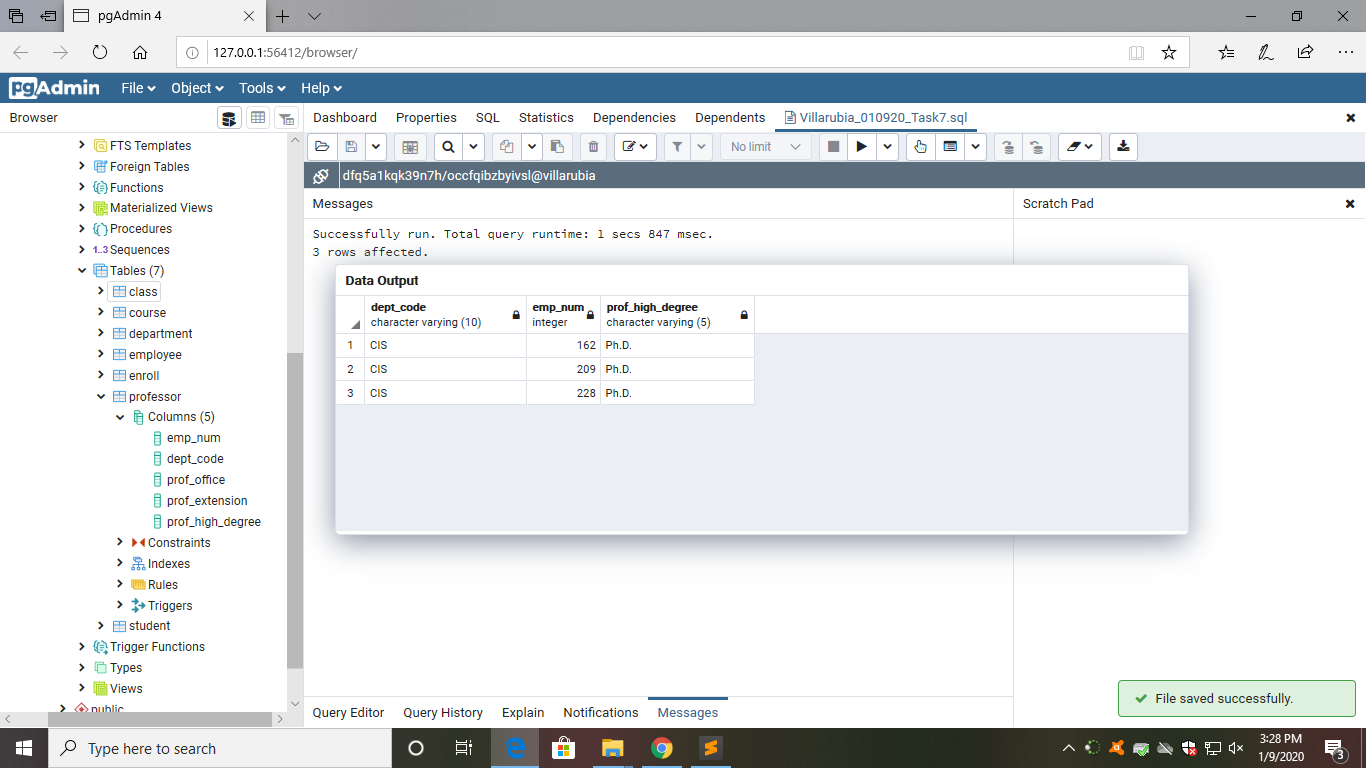 pgAdmin 4
127.0.0.1:56412/browser/
pgAdmin File Object Tools Help
Browser
Dashboard Properties SQL Statistics Dependencies Dependents Villarubia_010920_Task7.sql
No limit
dfq5a1kqk39n7h/occfqibzbyivsl@villarubia
FTS Templates
Foreign Tables
Functions
Materialized Views
Procedures
1..3 Sequences
Tables (7)
class
course
department
employee
enroll
professor
Columns (5)
emp_num
dept_code
prof_office
prof_extension
prof_high_degree
Constraints
Indexes
Rules
Triggers
student
Trigger Functions
Types
Views
public
Messages
Scratch Pad
Successfully run. Total query runtime: 1 secs 847 msec.
3 rows affected.
Data Output
dept_code emp_num prof_high_degree
character varying (10) integer character varying (5)
1 CIS 162 Ph.D.
2 CIS 209 Ph.D.
3 CIS 228 Ph.D.
File saved successfully.
Query Editor Query History Explain Notifications Messages
Type here to search
3:28 PM
1/9/2020
3